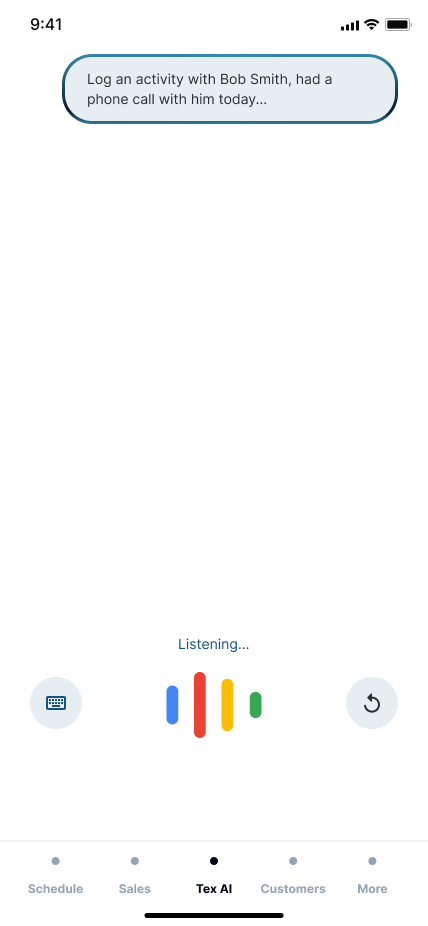 9:41
Log an activity with Bob Smith, had a
phone call with him today...
Listening...
Schedule Sales Tex AI Customers More